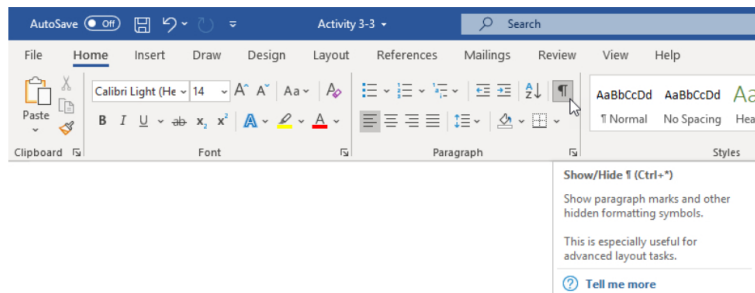 AutoSave Off Activity 3-3 Search
File Home Insert Draw Design Layout References Mailings Review View Help
Paste Calibri Light (He 14 A A Aa A AaBbCcDd AaBbCcDd Aa
B I U ab x₂ x² A A ¶ Normal No Spacing Hea
Clipboard Font Paragraph Styles
Show/Hide ¶ (Ctrl+*)
Show paragraph marks and other
hidden formatting symbols.
This is especially useful for
advanced layout tasks.
Tell me more